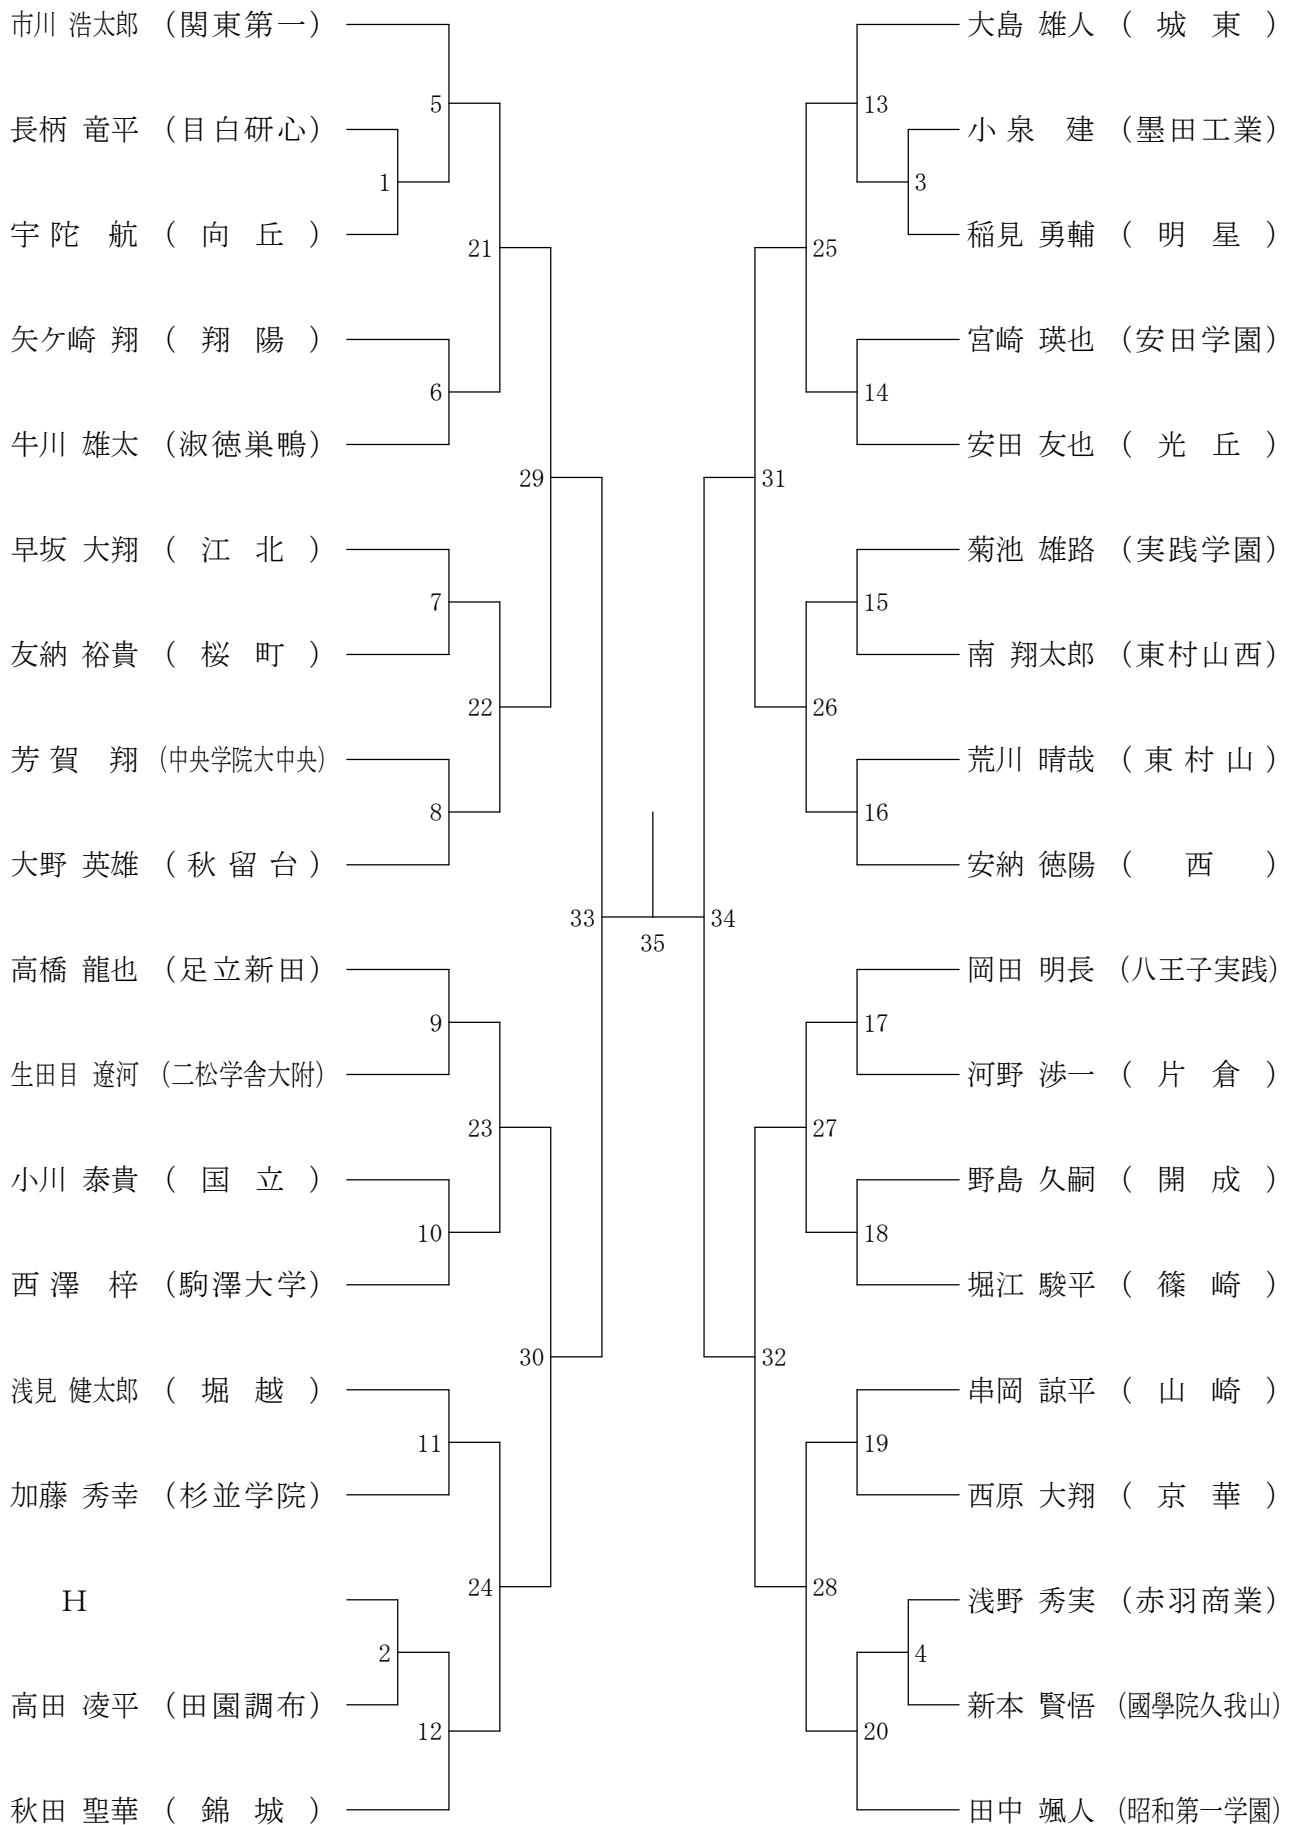 市川 浩太郎 (関東第一)
5
長柄 竜平 (目白研心)
1
宇陀 航 (向丘)
21
矢ケ崎 翔 (翔陽)
6
牛川 雄太 (淑徳巣鴨)
29
早坂 大翔 (江北)
7
友納 裕貴 (桜町)
22
芳賀 翔 (中央学院大中央)
8
大野 英雄 (秋留台)
33
高橋 龍也 (足立新田)
9
生田目 遼河 (二松学舎大附)
23
小川 泰貴 (国立)
10
西澤 梓 (駒澤大学)
30
浅見 健太郎 (堀越)
11
加藤 秀幸 (杉並学院)
24
H
2
高田 凌平 (田園調布)
12
秋田 聖華 (錦城)
35
大島 雄人 (城東)
13
小泉 建 (墨田工業)
3
稲見 勇輔 (明星)
25
宮崎 瑛也 (安田学園)
14
安田 友也 (光丘)
31
菊池 雄路 (実践学園)
15
南 翔太郎 (東村山西)
26
荒川 晴哉 (東村山)
16
安納 徳陽 (西)
34
岡田 明長 (八王子実践)
17
河野 渉一 (片倉)
27
野島 久嗣 (開成)
18
堀江 駿平 (篠崎)
32
串岡 諒平 (山崎)
19
西原 大翔 (京華)
28
浅野 秀実 (赤羽商業)
4
新本 賢悟 (國學院久我山)
20
田中 颯人 (昭和第一学園)